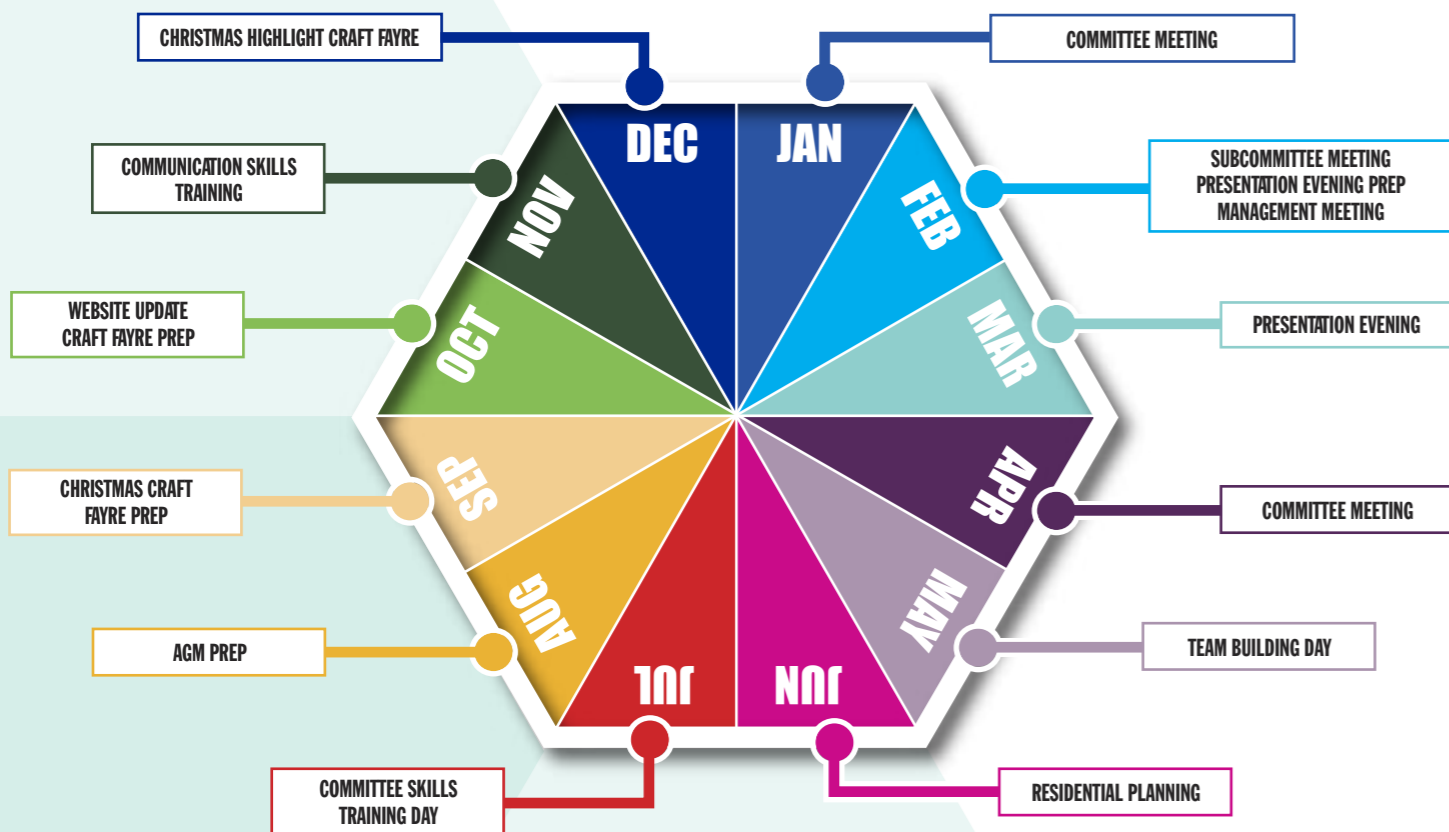 CHRISTMAS HIGHLIGHT CRAFT FAYRE
COMMITTEE MEETING
DEC
JAN
COMMUNICATION SKILLS
TRAINING
NOV
FEB
SUBCOMMITTEE MEETING
PRESENTATION EVENING PREP
MANAGEMENT MEETING
WEBSITE UPDATE
CRAFT FAYRE PREP
OCT
MAR
PRESENTATION EVENING
CHRISTMAS CRAFT
FAYRE PREP
SEP
APR
COMMITTEE MEETING
AGM PREP
AUG
MAY
TEAM BUILDING DAY
JUL
JUN
COMMITTEE SKILLS
TRAINING DAY
RESIDENTIAL PLANNING